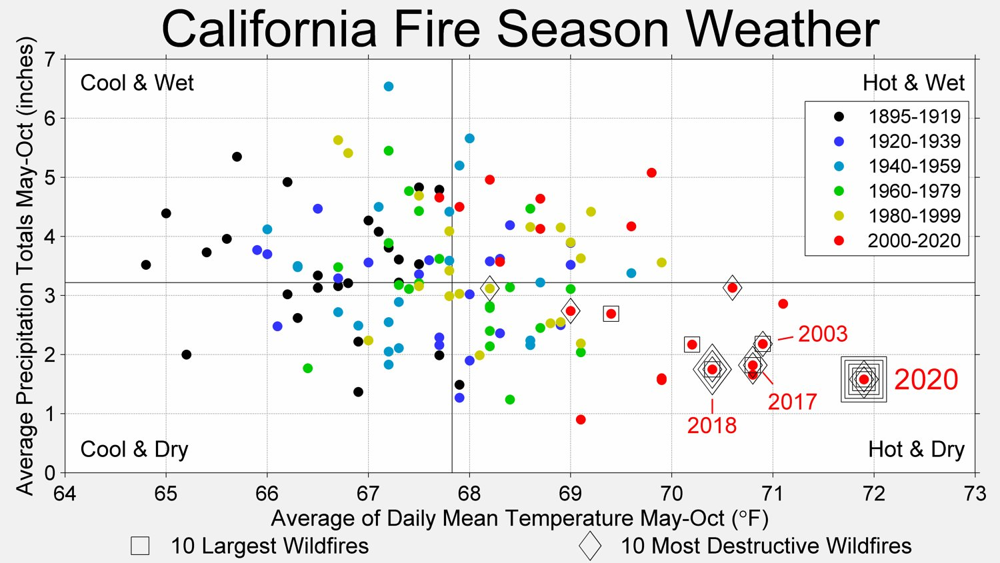 California Fire Season Weather
Average Precipitation Totals May-Oct (inches)
7
6
5
4
3
2
1
0
Cool & Wet
Hot & Wet
1895-1919
1920-1939
1940-1959
1960-1979
1980-1999
2000-2020
2003
2020
2017
2018
Cool & Dry
Hot & Dry
64 65 66 67 68 69 70 71 72 73
Average of Daily Mean Temperature May-Oct (°F)
10 Largest Wildfires
10 Most Destructive Wildfires